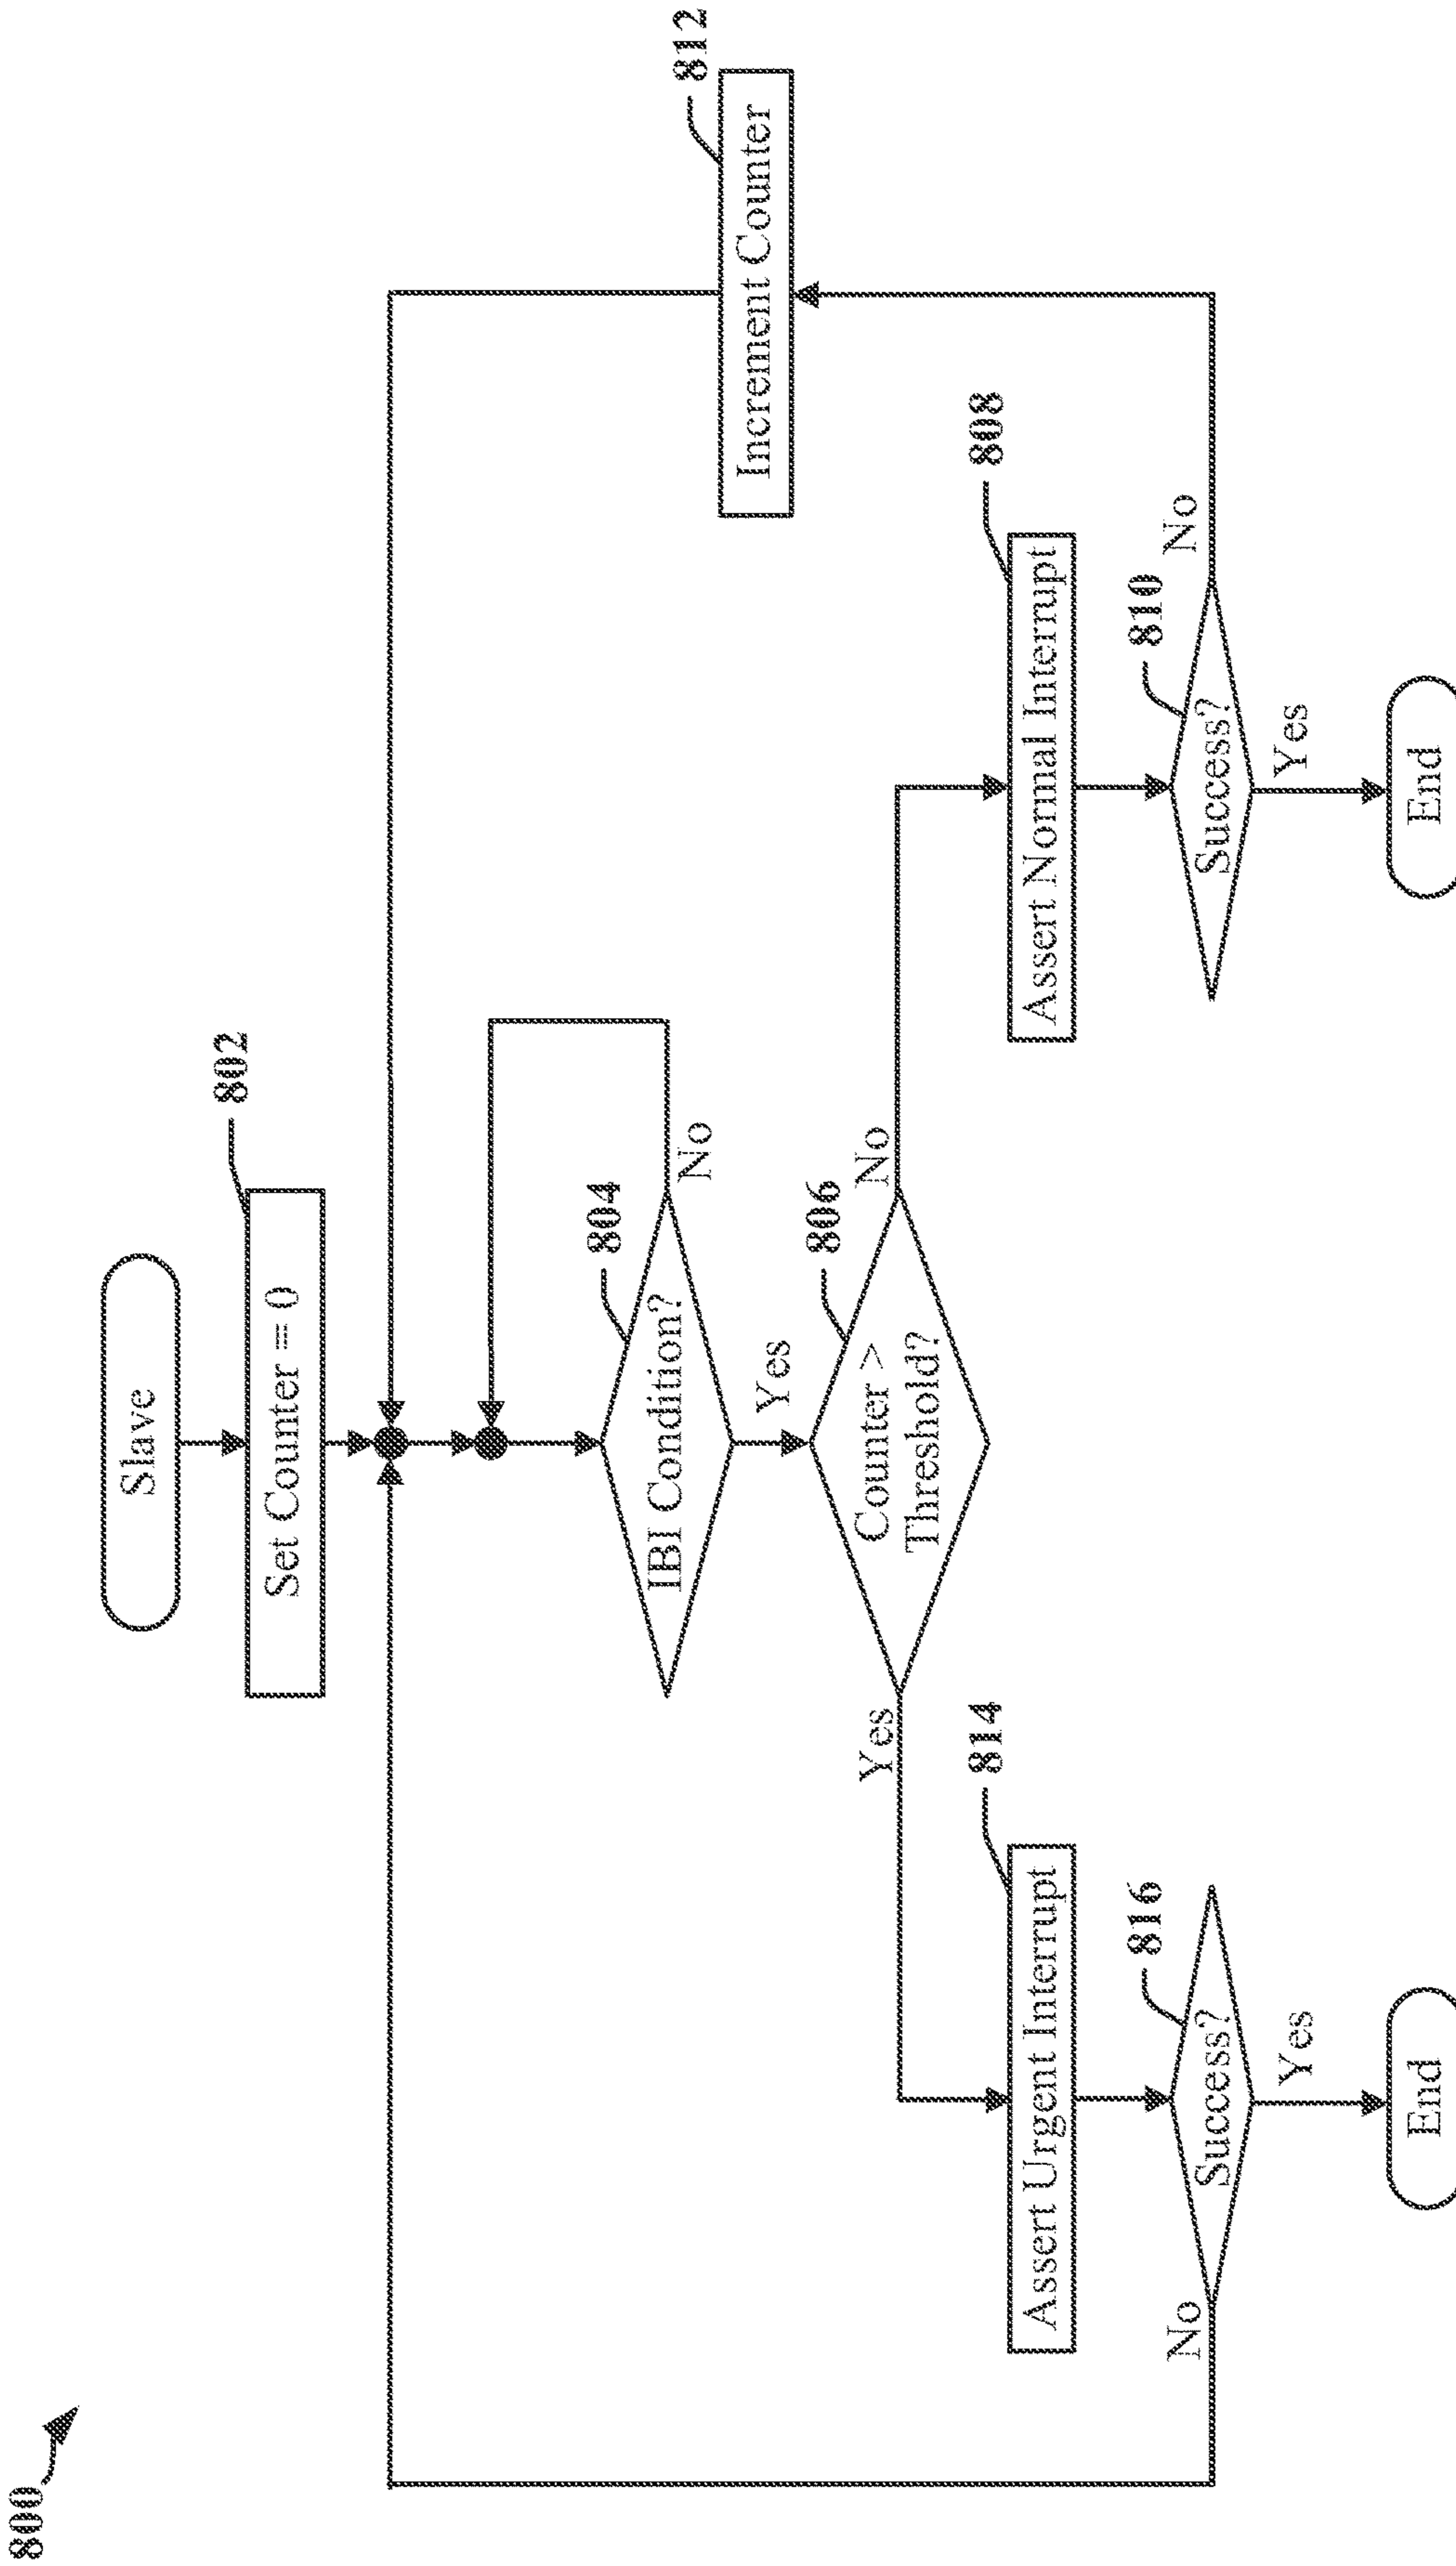 800
Slave
802
Set Counter = 0
804
IBI Condition?
No
Yes
806
Counter >
Threshold?
Yes
No
814
Assert Urgent Interrupt
808
Assert Normal Interrupt
812
Increment Counter
816
Success?
No
Yes
810
Success?
No
Yes
End
End